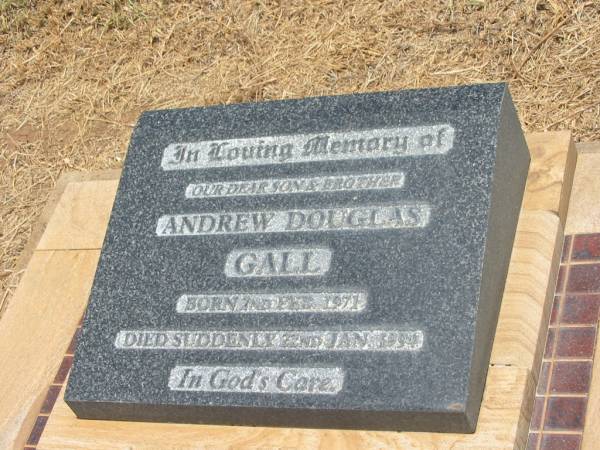 In Loving Memory of
OUR DEAR SON & BROTHER
ANDREW DOUGLAS
GALL
BORN 2ND FEB. 1971
DIED SUDDENLY 22ND JAN. 1994
In God's Care.